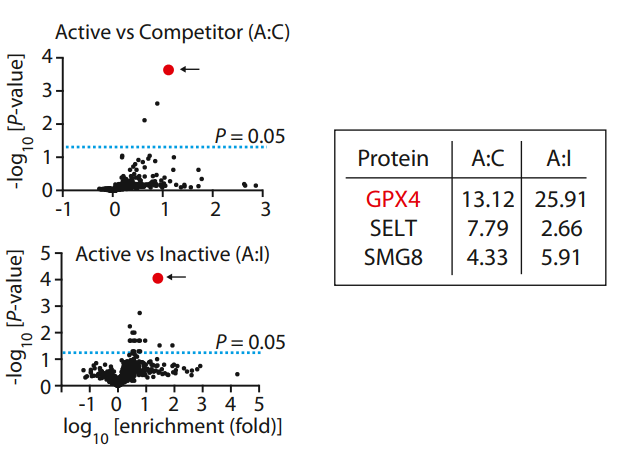 Active vs Competitor (A:C)
-log10 [P-value]
4
3
2
1
0
P = 0.05
-1 0 1 2 3
Active vs Inactive (A:I)
-log10 [P-value]
5
4
3
2
1
0
P = 0.05
-1 0 1 2 3 4 5
log10 [enrichment (fold)]
Protein A:C A:I
GPX4 13.12 25.91
SELT 7.79 2.66
SMG8 4.33 5.91